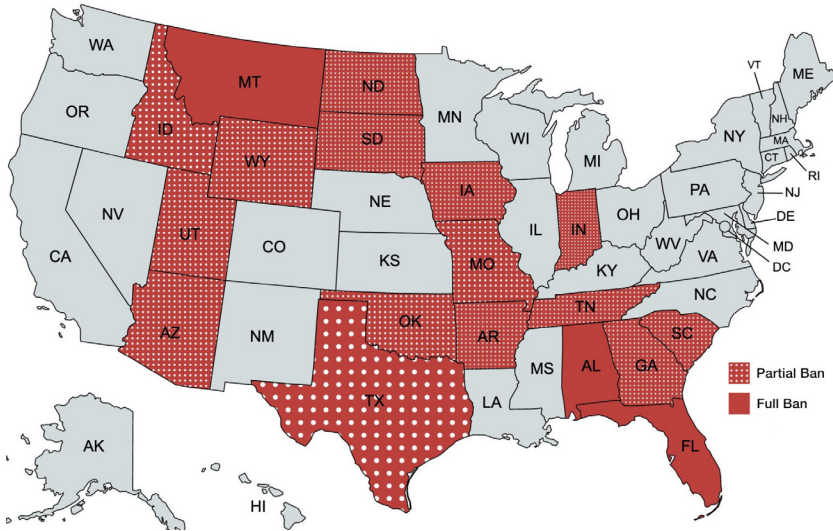 WA
MT
ND
MN
OR
ID
WY
SD
WI
MI
NY
VT
ME
NH
MA
CT
RI
NV
UT
CO
NE
IA
IL
IN
OH
PA
NJ
DE
MD
DC
CA
AZ
NM
KS
MO
KY
WV
VA
OK
AR
TN
NC
TX
LA
MS
AL
GA
SC
FL
AK
HI
Partial Ban
Full Ban